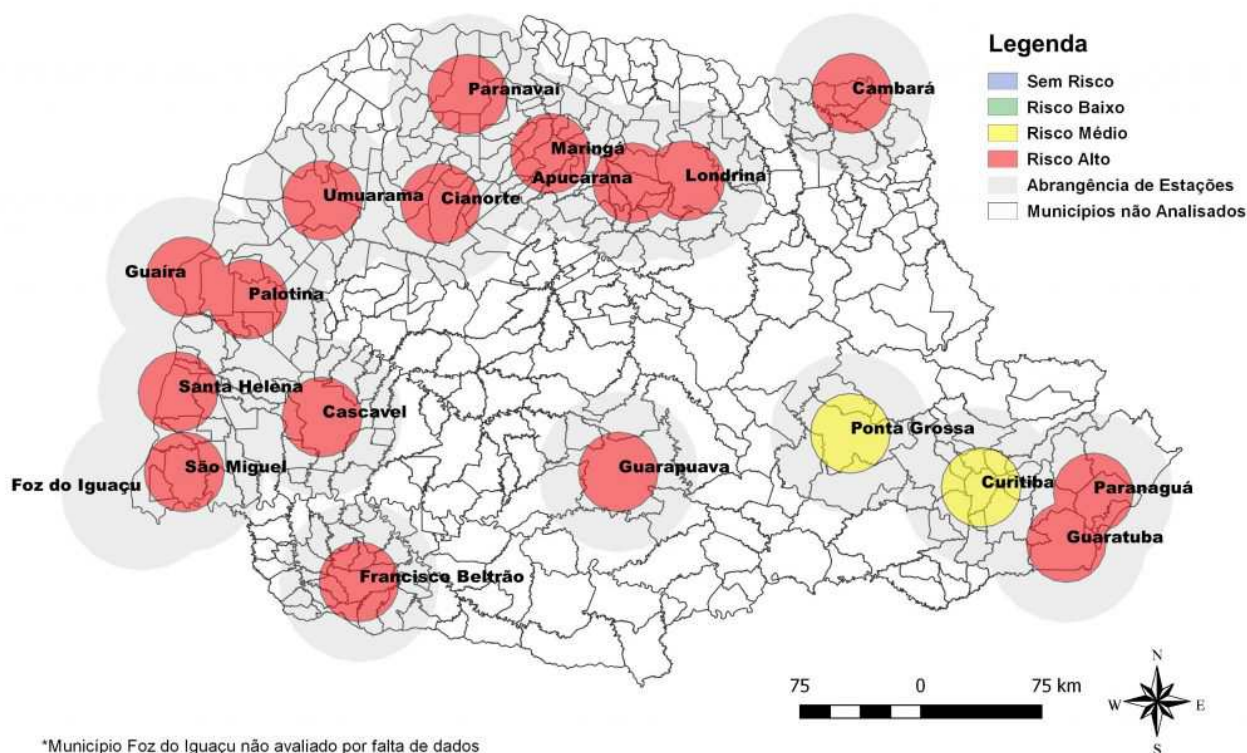 Legenda
Sem Risco
Risco Baixo
Risco Médio
Risco Alto
Abrangência de Estações
Municípios não Analisados
Paranavaí
Cambará
Maringá
Apucarana
Londrina
Umuarama
Cianorte
Guaíra
Palotina
Santa Helena
Cascavel
Ponta Grossa
São Miguel
Guarapuava
Foz do Iguaçu
Curitiba
Paranaguá
Guaratuba
Francisco Beltrão
75 0 75 km
N
W E
S
*Município Foz do Iguaçu não avaliado por falta de dados